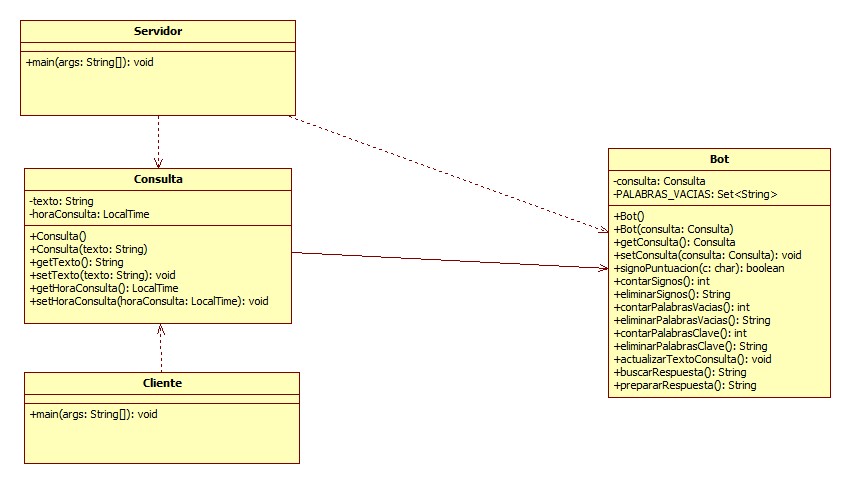 Servidor
+main(args: String[]): void
Consulta
-texto: String
-horaConsulta: LocalTime
+Consulta()
+Consulta(texto: String)
+getTexto(): String
+setTexto(texto: String): void
+getHoraConsulta(): LocalTime
+setHoraConsulta(horaConsulta: LocalTime): void
Cliente
+main(args: String[]): void
Bot
-consulta: Consulta
-PALABRAS_VACIAS: Set<String>
+Bot()
+Bot(consulta: Consulta)
+getConsulta(): Consulta
+setConsulta(consulta: Consulta): void
+signoPuntuacion(c: char): boolean
+contarSignos(): int
+eliminarSignos(): String
+contarPalabrasVacias(): int
+eliminarPalabrasVacias(): String
+contarPalabrasClave(): int
+eliminarPalabrasClave(): String
+actualizarTextoConsulta(): void
+buscarRespuesta(): String
+prepararRespuesta(): String